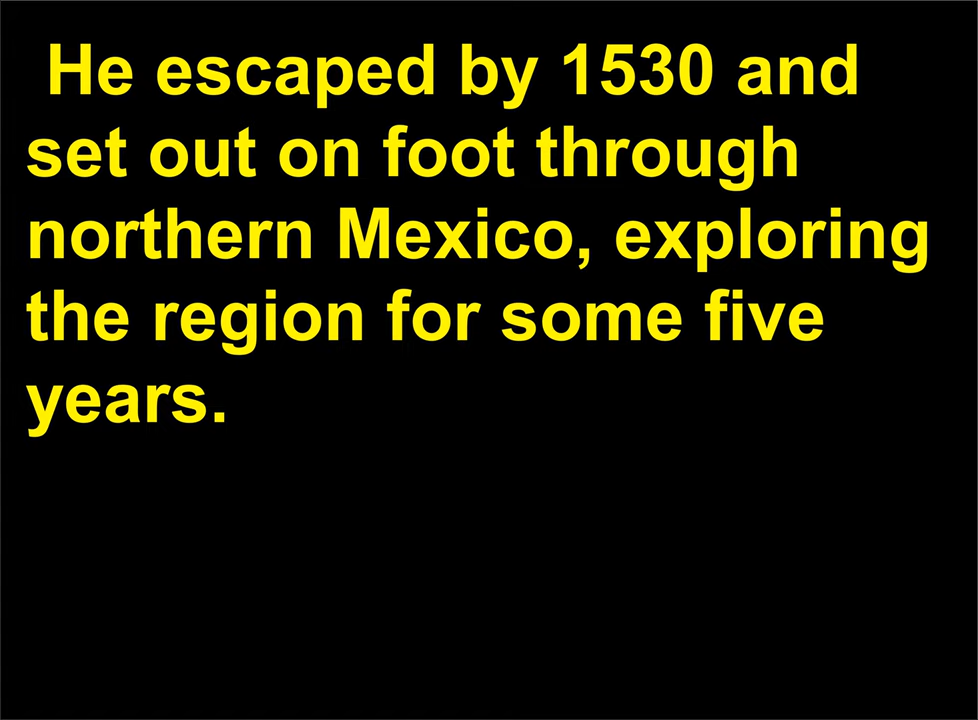 He escaped by 1530 and
set out on foot through
northern Mexico, exploring
the region for some five
years.